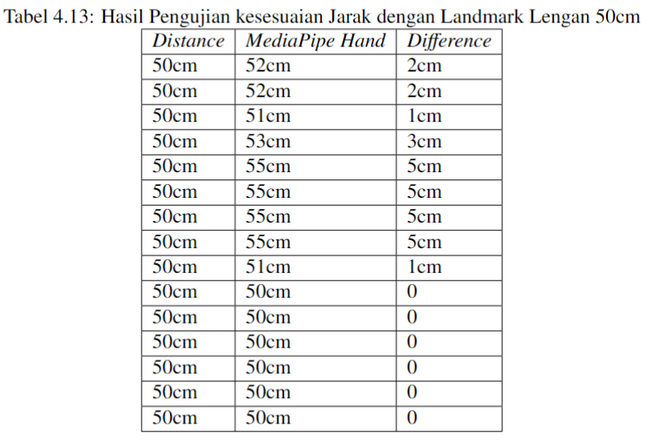 Tabel 4.13: Hasil Pengujian kesesuaian Jarak dengan Landmark Lengan 50cm
Distance MediaPipe Hand Difference
50cm 52cm 2cm
50cm 52cm 2cm
50cm 51cm 1cm
50cm 53cm 3cm
50cm 55cm 5cm
50cm 55cm 5cm
50cm 55cm 5cm
50cm 55cm 5cm
50cm 51cm 1cm
50cm 50cm 0
50cm 50cm 0
50cm 50cm 0
50cm 50cm 0
50cm 50cm 0
50cm 50cm 0